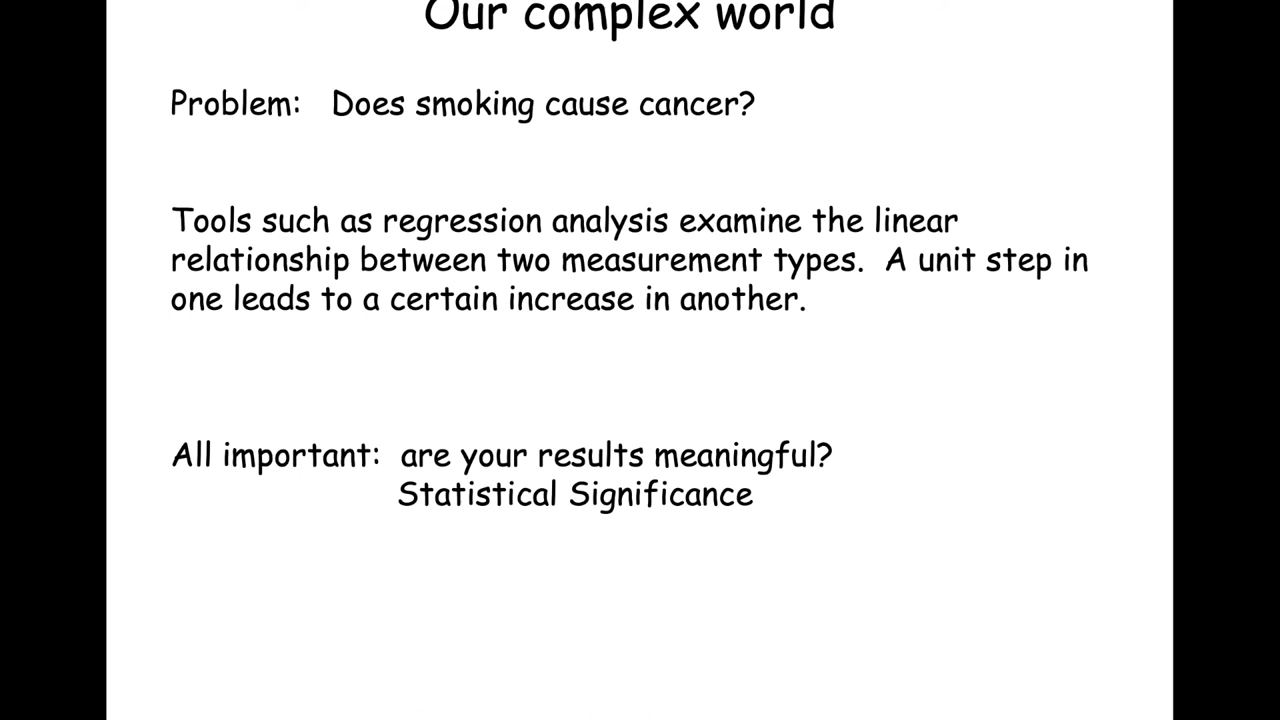 Our complex world
Problem: Does smoking cause cancer?
Tools such as regression analysis examine the linear
relationship between two measurement types. A unit step in
one leads to a certain increase in another.
All important: are your results meaningful?
Statistical Significance